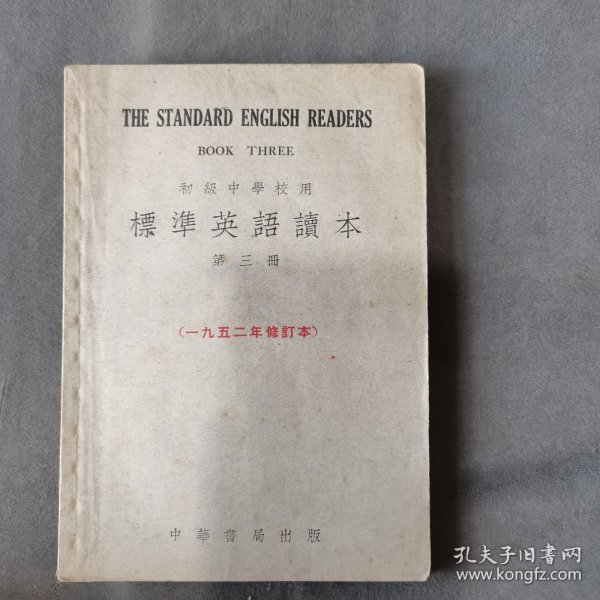 THE STANDARD ENGLISH READERS
BOOK THREE
初級中學校用
標準英語讀本
第三冊
(一九五二年修訂本)
中華書局出版
孔夫子旧书网
www.kongfz.com